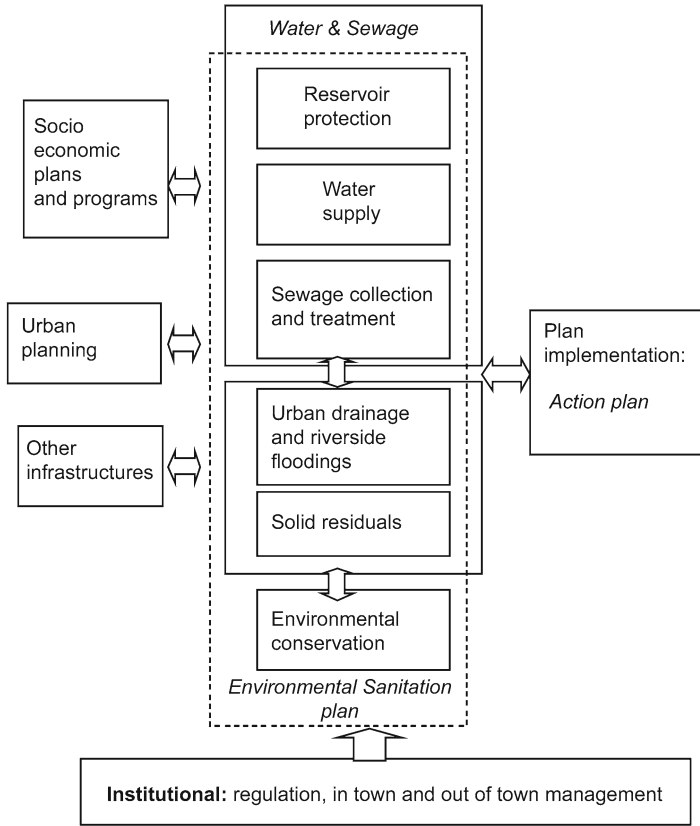 Water & Sewage
Reservoir
protection
Socio
economic
plans
and programs
Water
supply
Sewage collection
and treatment
Urban
planning
Plan
implementation:
Action plan
Urban drainage
and riverside
floodings
Other
infrastructures
Solid residuals
Environmental
conservation
Environmental Sanitation
plan
Institutional: regulation, in town and out of town management